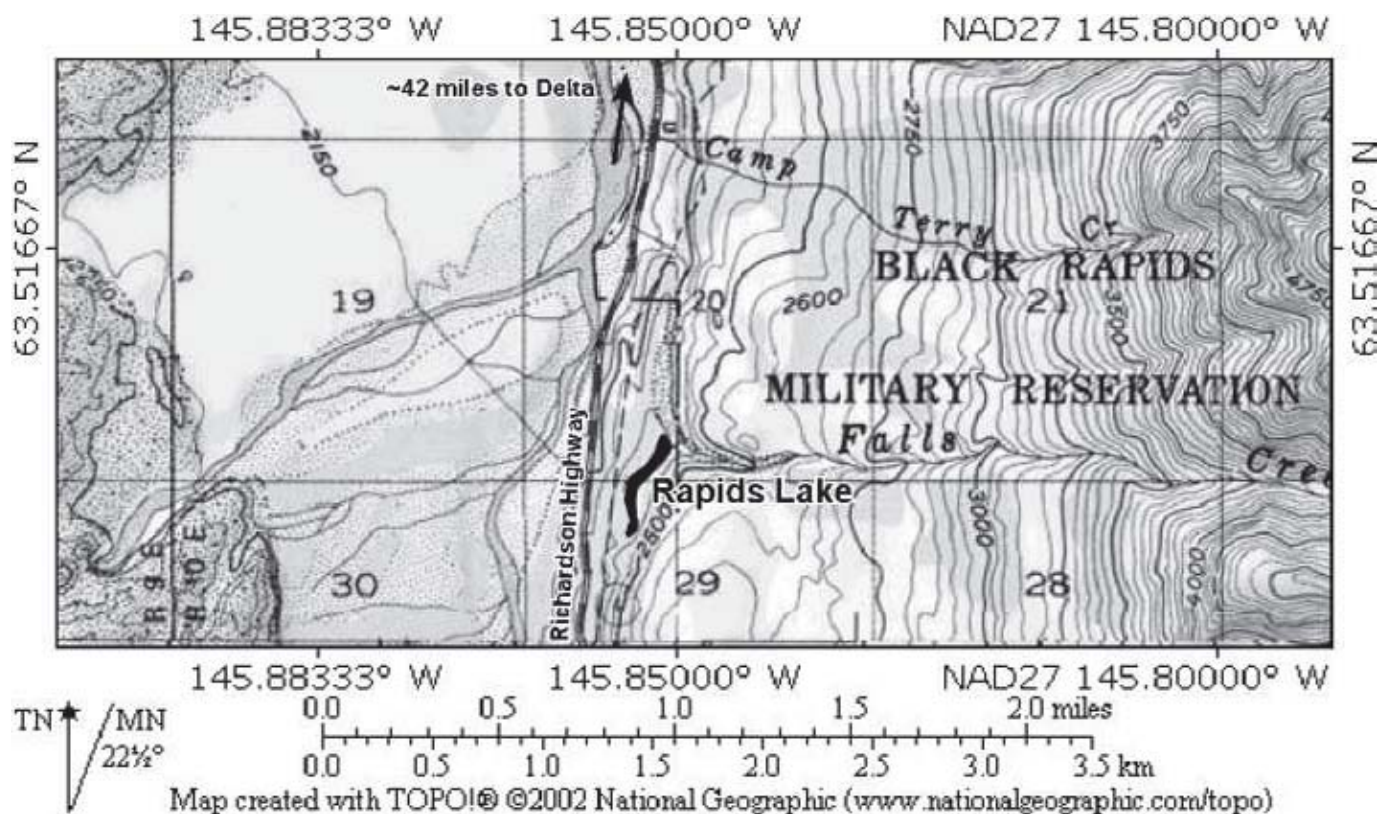 145.88333° W 145.85000° W NAD27 145.80000° W
~42 miles to Delta
2150
Camp
2750
3750
63.51667° N
63.51667° N
Terry Cr
BLACK RAPIDS
19
20
2600
21
3500
4750
MILITARY RESERVATION
Richardson Highway
Falls
Cree
Rapids Lake
2500
3000
4000
R 9 E
R 10 E
30
29
28
145.88333° W 145.85000° W NAD27 145.80000° W
TN MN
22½°
0.0 0.5 1.0 1.5 2.0 miles
0.0 0.5 1.0 1.5 2.0 2.5 3.0 3.5 km
Map created with TOPO!® ©2002 National Geographic (www.nationalgeographic.com/topo)